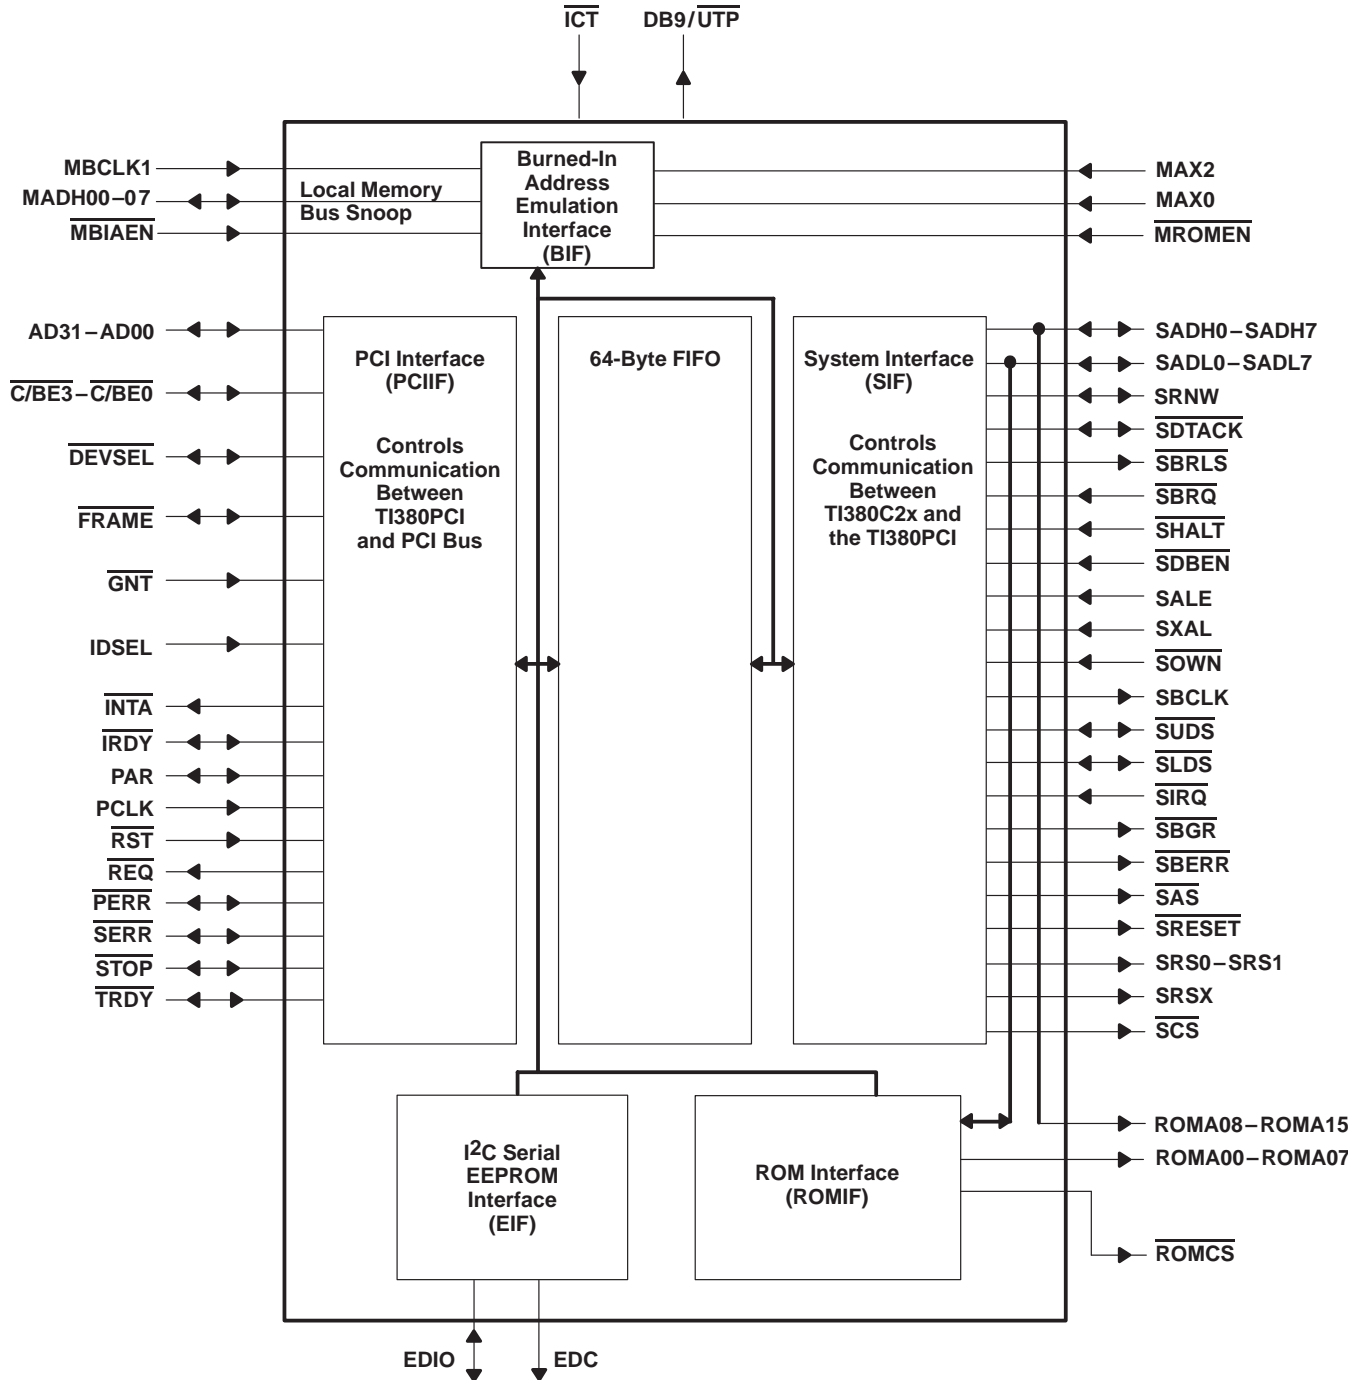 ICT
DB9/UTP
MBCLK1
MADH00–07
MBIAEN
Local Memory
Bus Snoop
Burned-In
Address
Emulation
Interface
(BIF)
MAX2
MAX0
MROMEN
AD31–AD00
C/BE3–C/BE0
DEVSEL
FRAME
GNT
IDSEL
INTA
IRDY
PAR
PCLK
RST
REQ
PERR
SERR
STOP
TRDY
PCI Interface
(PCIIF)
Controls
Communication
Between
TI380PCI
and PCI Bus
64-Byte FIFO
System Interface
(SIF)
Controls
Communication
Between
TI380C2x and
the TI380PCI
SADH0–SADH7
SADL0–SADL7
SRNW
SDTACK
SBRLS
SBRQ
SHALT
SDBEN
SALE
SXAL
SOWN
SBCLK
SUDS
SLDS
SIRQ
SBGR
SBERR
SAS
SRESET
SRS0–SRS1
SRSX
SCS
I2C Serial
EEPROM
Interface
(EIF)
ROM Interface
(ROMIF)
ROMA08–ROMA15
ROMA00–ROMA07
ROMCS
EDIO
EDC